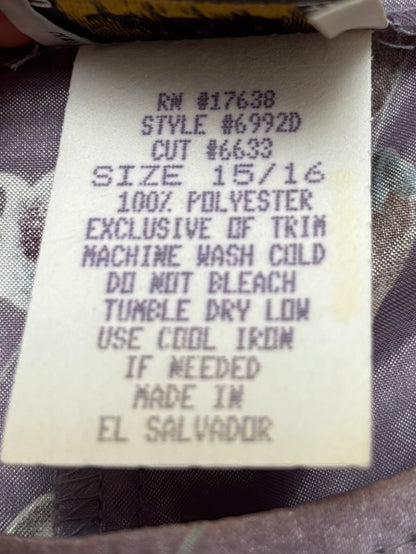 RN #17638
STYLE #6992D
CUT #6633
SIZE 15/16
100% POLYESTER
EXCLUSIVE OF TRIM
MACHINE WASH COLD
DO NOT BLEACH
TUMBLE DRY LOW
USE COOL IRON
IF NEEDED
MADE IN
EL SALVADOR